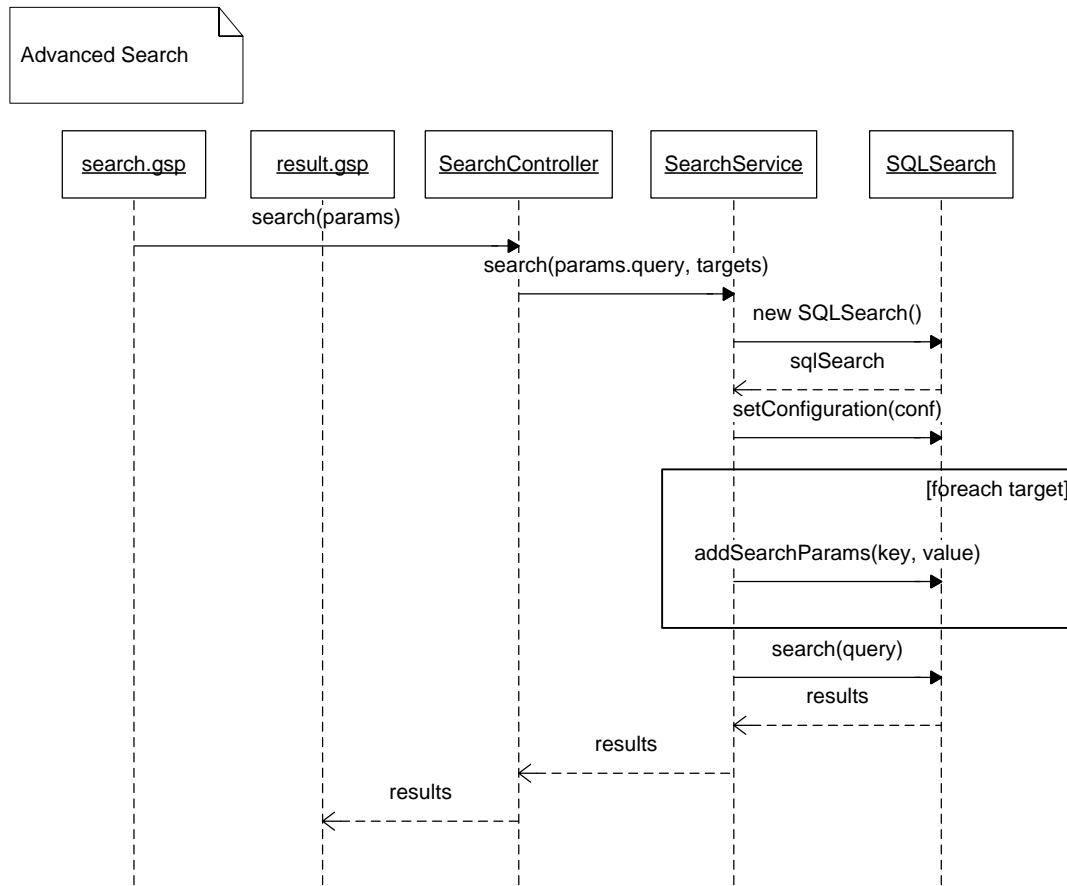 Advanced Search
search.gsp
result.gsp
SearchController
SearchService
SQLSearch
search(params)
search(params.query, targets)
new SQLSearch()
sqlSearch
setConfiguration(conf)
[foreach target]
addSearchParams(key, value)
search(query)
results
results
results